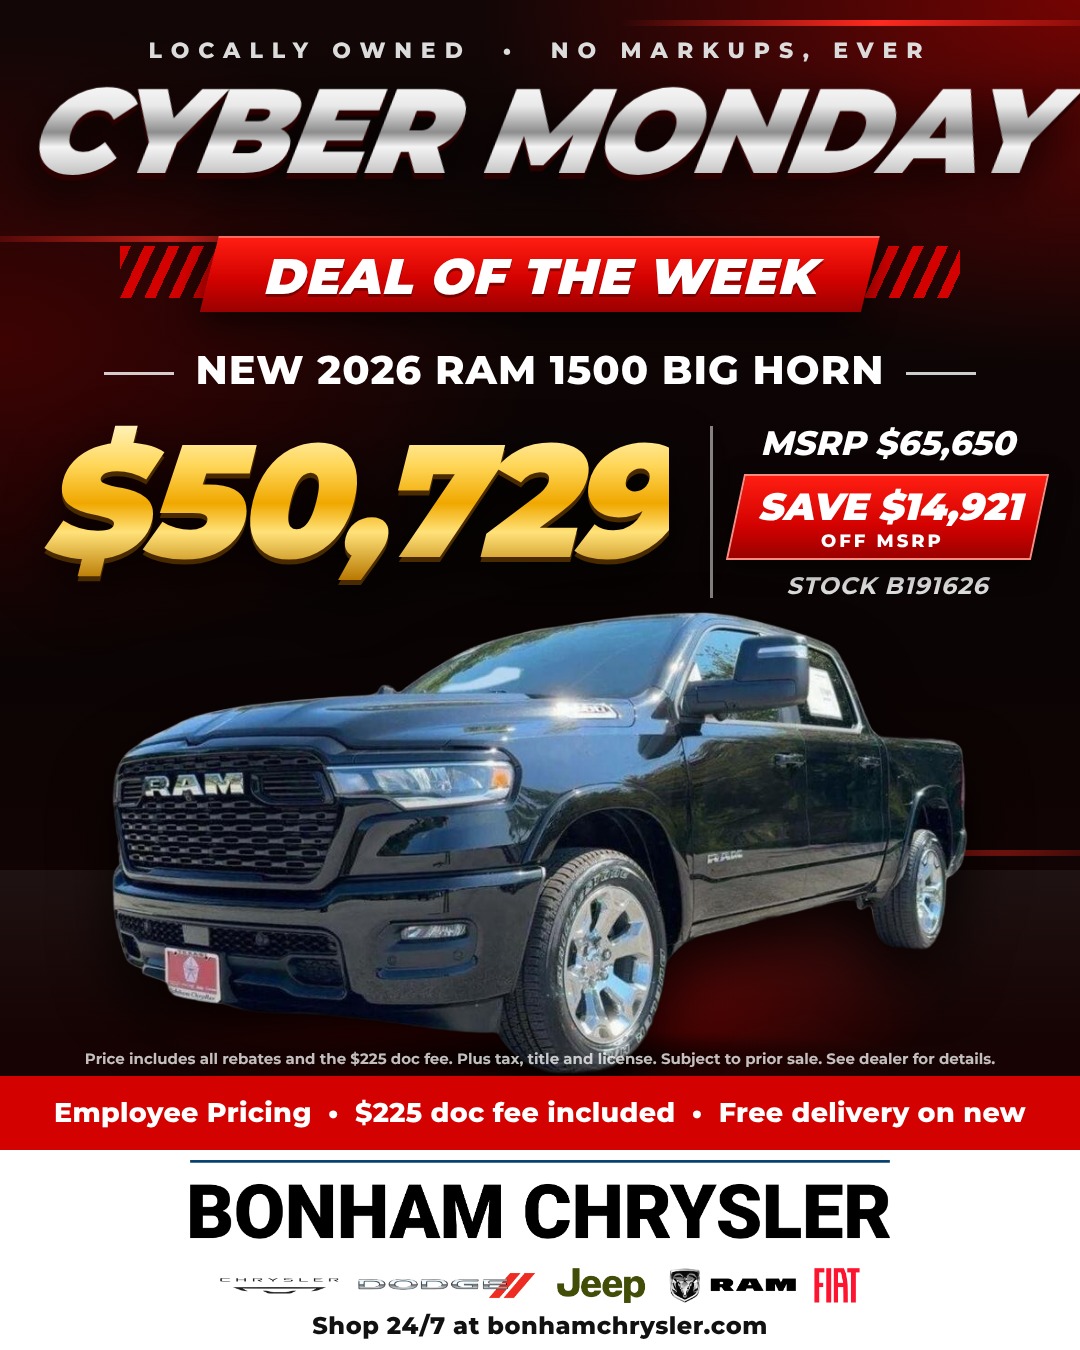 LOCALLY OWNED • NO MARKUPS, EVER
CYBER MONDAY
DEAL OF THE WEEK
NEW 2026 RAM 1500 BIG HORN
$50,729
MSRP $65,650
SAVE $14,921
OFF MSRP
STOCK B191626
RAM
RAM
Price includes all rebates and the $225 doc fee. Plus tax, title and license. Subject to prior sale. See dealer for details.
Employee Pricing • $225 doc fee included • Free delivery on new
BONHAM CHRYSLER
CHRYSLER DODGE Jeep RAM FIAT
Shop 24/7 at bonhamchrysler.com